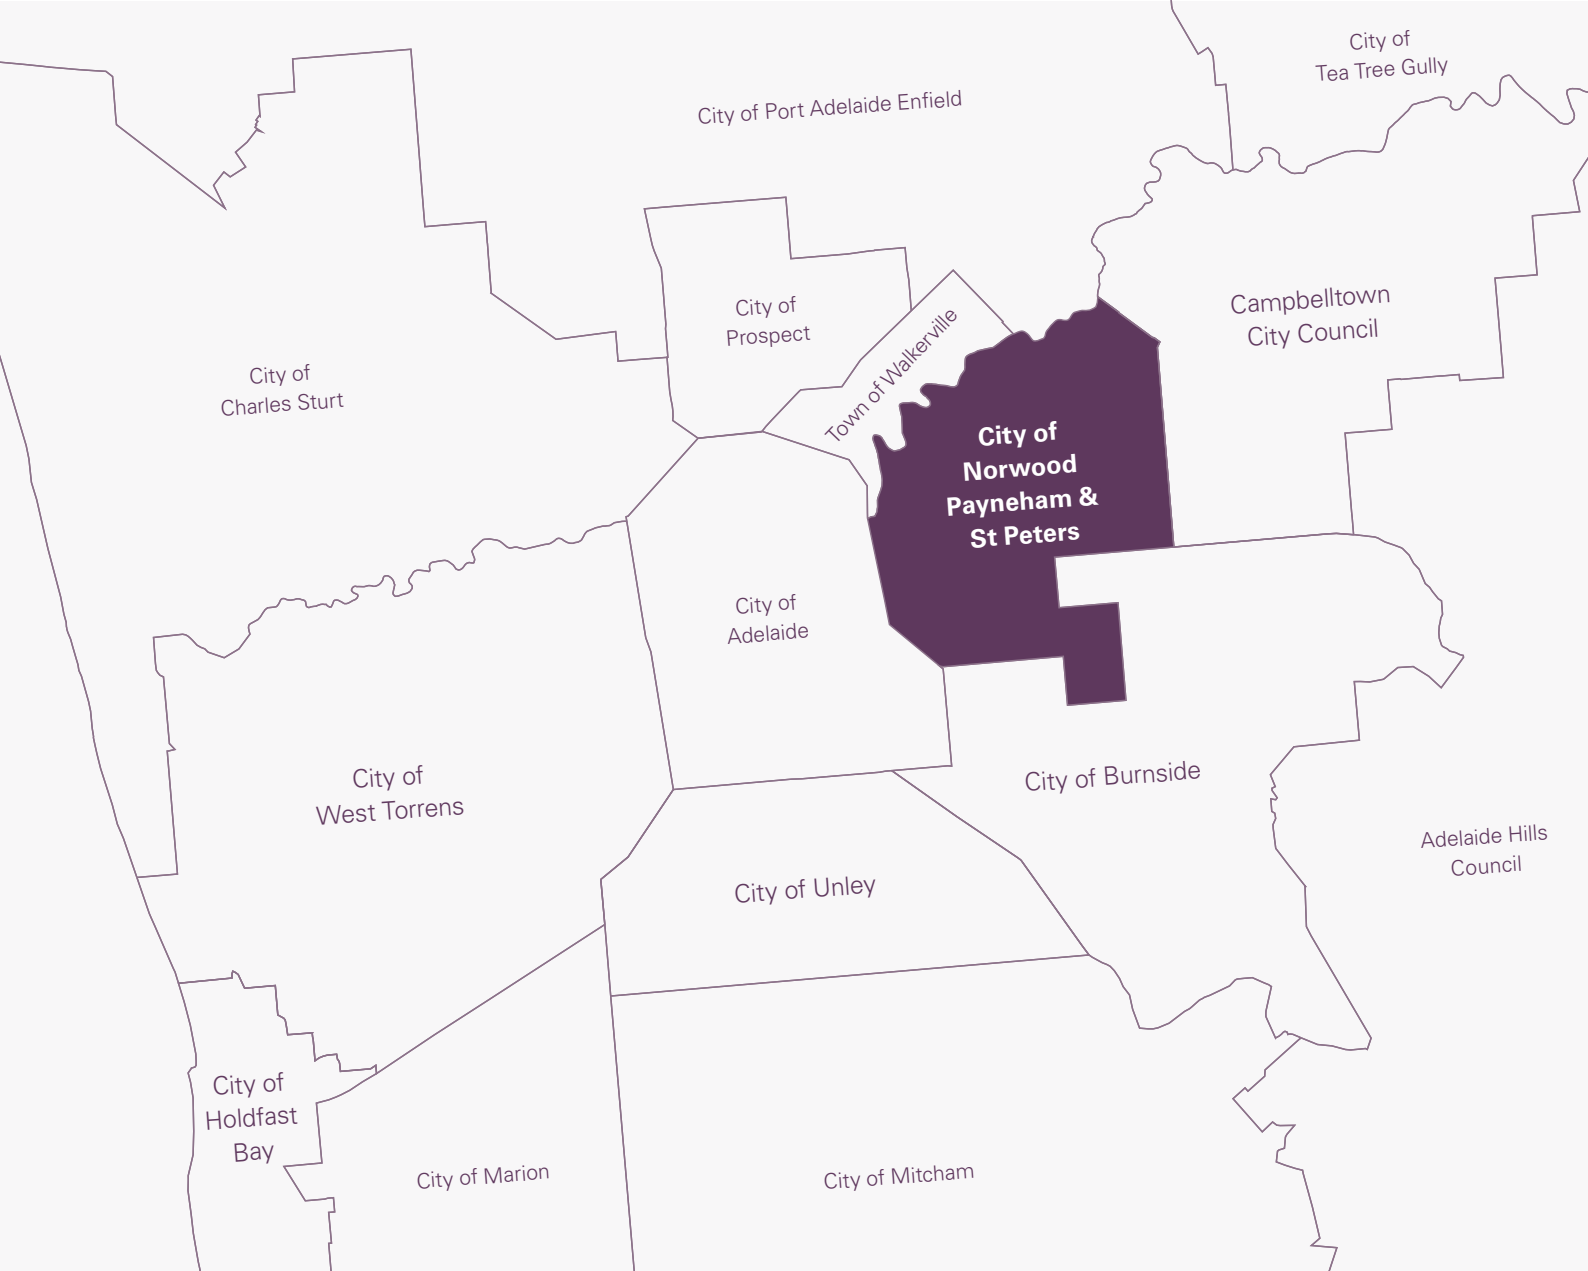 City of
Tea Tree Gully
City of Port Adelaide Enfield
City of
Prospect
Town of Walkerville
Campbelltown
City Council
City of
Charles Sturt
City of
Norwood
Payneham &
St Peters
City of
Adelaide
City of
West Torrens
City of Burnside
Adelaide Hills
Council
City of Unley
City of
Holdfast
Bay
City of Marion
City of Mitcham